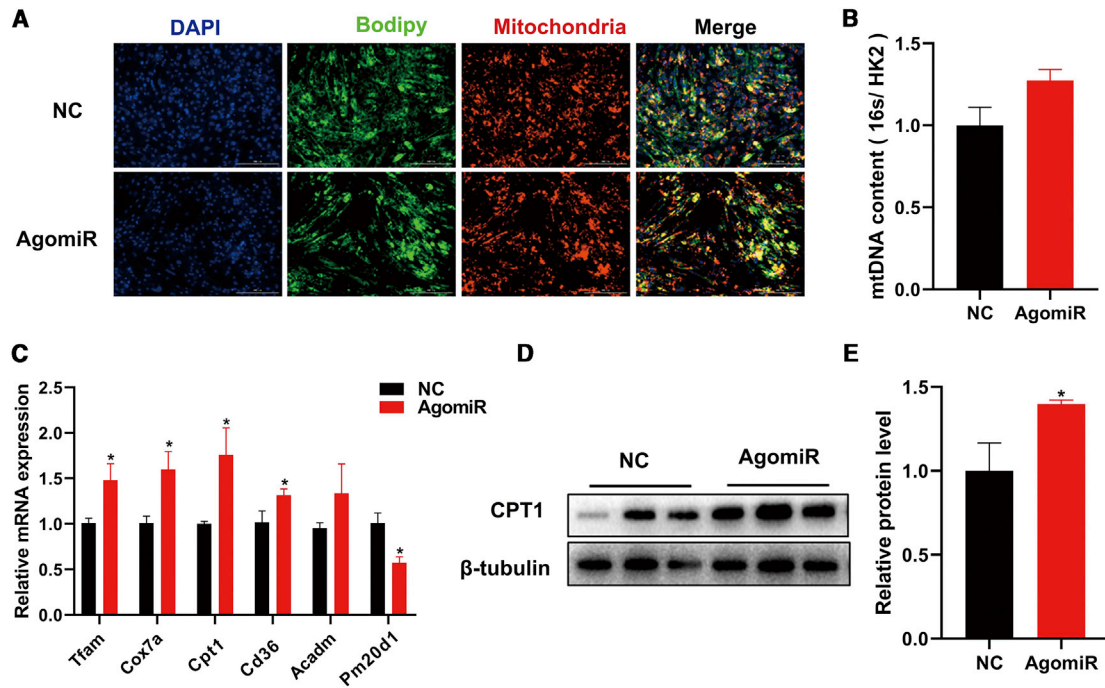 A
DAPI Bodipy Mitochondria Merge
NC
AgomiR
B
mtDNA content ( 16s/ HK2 )
1.5
1.0
0.5
0.0
NC AgomiR
C
Relative mRNA expression
2.5
2.0
1.5
1.0
0.5
0.0
NC
AgomiR
* * * * *
Tfam Cox7a Cpt1 Cd36 Acadm Pm20d1
D
NC AgomiR
CPT1
β-tubulin
E
Relative protein level
1.5
1.0
0.5
0.0
*
NC AgomiR